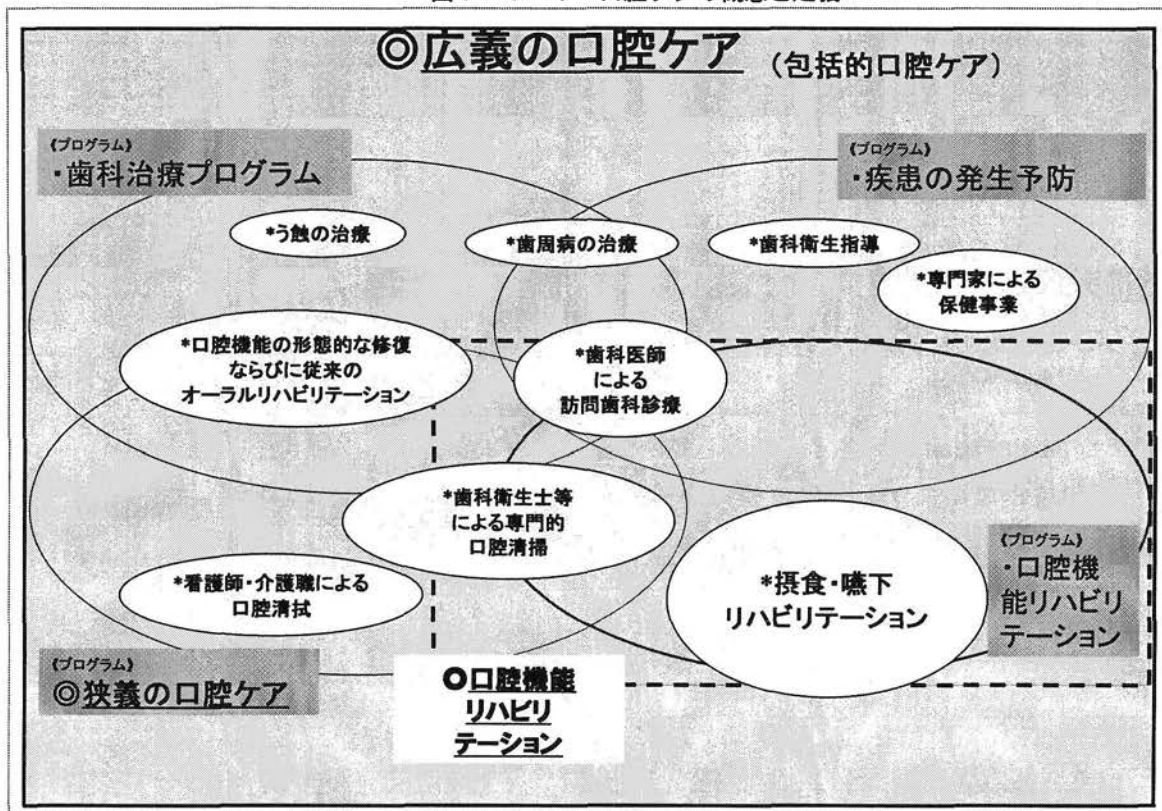 ◎広義の口腔ケア (包括的口腔ケア)
《プログラム》
・歯科治療プログラム
《プログラム》
・疾患の発生予防
*う蝕の治療
*歯周病の治療
*歯科衛生指導
*専門家による
保健事業
*口腔機能の形態的な修復
ならびに従来の
オーラルリハビリテーション
*歯科医師
による
訪問歯科診療
*歯科衛生士等
による専門的
口腔清掃
*看護師・介護職による
口腔清拭
*摂食・嚥下
リハビリテーション
《プログラム》
・口腔機
能リハビリ
テーション
《プログラム》
◎狭義の口腔ケア
○口腔機能
リハビリ
テーション